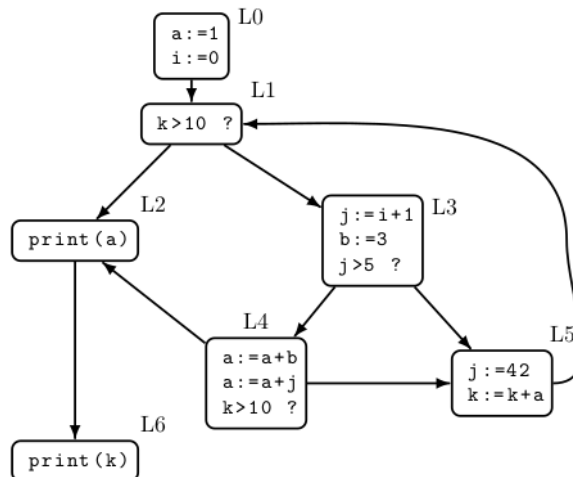 L0
a:=1
i:=0
L1
k>10 ?
L2
print(a)
L3
j:=i+1
b:=3
j>5 ?
L4
a:=a+b
a:=a+j
k>10 ?
L5
j:=42
k:=k+a
L6
print(k)